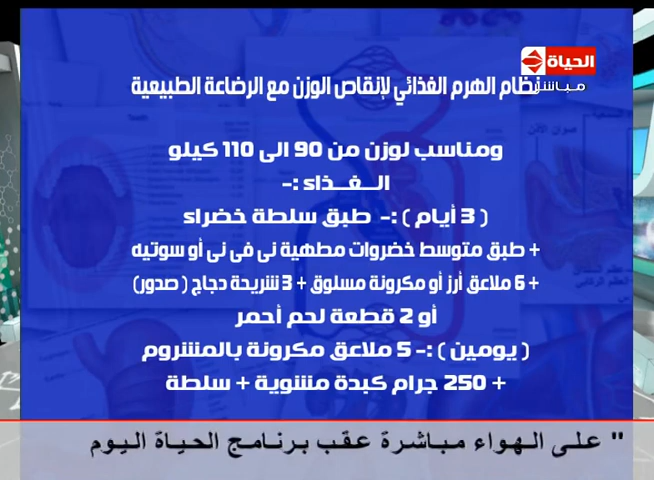 الحياة
مباشر
نظام الهرم الغذائي لإنقاص الوزن مع الرضاعة الطبيعية
ومناسب لوزن من 90 الى 110 كيلو
الــغــذاء :-
( 3 أيام ) :- طبق سلطة خضراء
+ طبق متوسط خضروات مطهية نى فى نى أو سوتيه
+ 6 ملاعق أرز أو مكرونة مسلوق + 3 شريحة دجاج ( صدور)
أو 2 قطعة لحم أحمر
( يومين ) :- 5 ملاعق مكرونة بالمشروم
+ 250 جرام كبدة مشوية + سلطة
" على الهواء مباشرة عقب برنامج الحياة اليوم